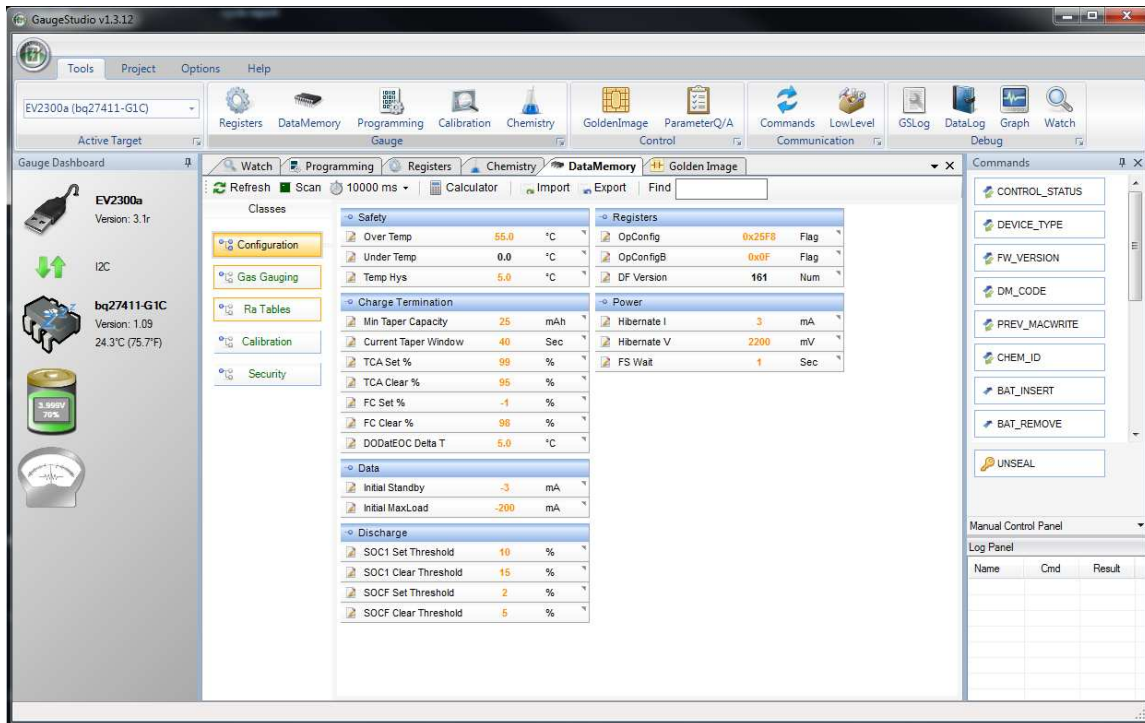 GaugeStudio v1.3.12
Tools Project Options Help
EV2300a (bq27411-G1C)
Active Target
Registers DataMemory Programming Calibration Chemistry
Gauge
GoldenImage ParameterQ/A
Control
Commands LowLevel
Communication
GSLog DataLog Graph Watch
Debug
Gauge Dashboard
EV2300a
Version: 3.1r
I2C
bq27411-G1C
Version: 1.09
24.3°C (75.7°F)
3.999V
70%
Watch Programming Registers Chemistry DataMemory Golden Image
Refresh Scan 10000 ms Calculator Import Export Find
Classes
Configuration
Gas Gauging
Ra Tables
Calibration
Security
Safety
Over Temp 55.0 °C
Under Temp 0.0 °C
Temp Hys 5.0 °C
Charge Termination
Min Taper Capacity 25 mAh
Current Taper Window 40 Sec
TCA Set % 99 %
TCA Clear % 95 %
FC Set % -1 %
FC Clear % 98 %
DODatEOC Delta T 5.0 °C
Data
Initial Standby -3 mA
Initial MaxLoad -200 mA
Discharge
SOC1 Set Threshold 10 %
SOC1 Clear Threshold 15 %
SOCF Set Threshold 2 %
SOCF Clear Threshold 5 %
Registers
OpConfig 0x25F8 Flag
OpConfigB 0x0F Flag
DF Version 161 Num
Power
Hibernate I 3 mA
Hibernate V 2200 mV
FS Wait 1 Sec
Commands
CONTROL_STATUS
DEVICE_TYPE
FW_VERSION
DM_CODE
PREV_MACWRITE
CHEM_ID
BAT_INSERT
BAT_REMOVE
UNSEAL
Manual Control Panel
Log Panel
Name Cmd Result